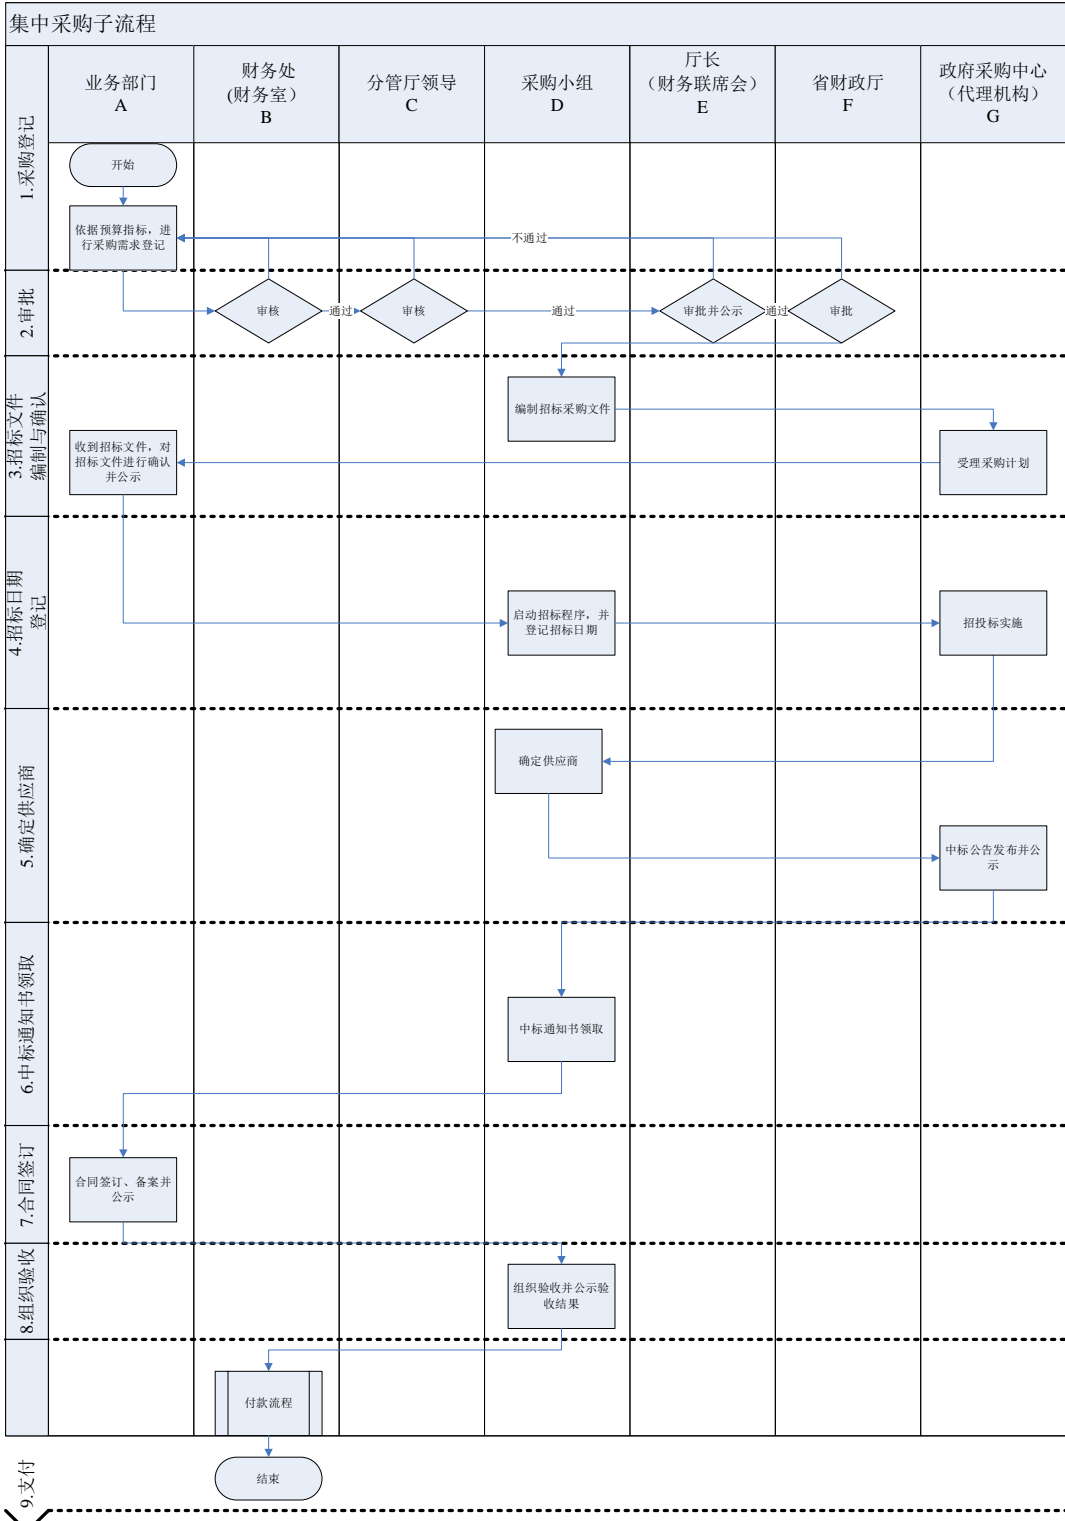 集中采购子流程
业务部门
A
财务处
(财务室）
B
分管厅领导
C
采购小组
D
厅长
（财务联席会）
E
省财政厅
F
政府采购中心
（代理机构）
G
1.采购登记
开始
依据预算指标，进
行采购需求登记
不通过
2.审批
审核
通过
审核
通过
审批并公示
通过
审批
3.招标文件
编制与确认
编制招标采购文件
收到招标文件，对
招标文件进行确认
并公示
受理采购计划
4.招标日期
登记
启动招标程序，并
登记招标日期
招投标实施
5.确定供应商
确定供应商
中标公告发布并公
示
6.中标通知书领取
中标通知书领取
7.合同签订
合同签订、备案并
公示
8.组织验收
组织验收并公示验
收结果
付款流程
9.支付
结束